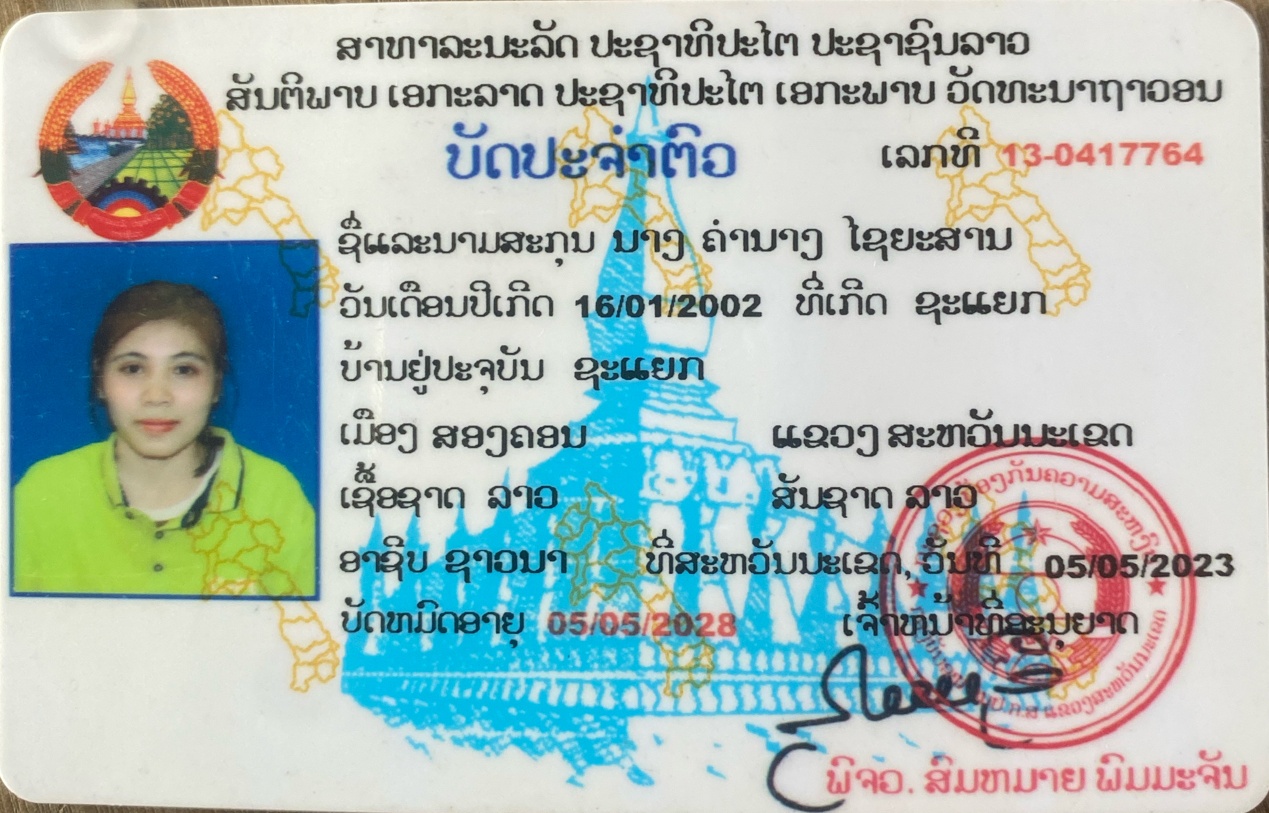 ສາທາລະນະລັດ ປະຊາທິປະໄຕ ປະຊາຊົນລາວ
ສັນຕິພາບ ເອກະລາດ ປະຊາທິປະໄຕ ເອກະພາບ ວັດທະນາຖາວອນ
ບັດປະຈຳຕົວ
ເລກທີ 13-0417764
ຊື່ແລະນາມສະກຸນ ນາງ ຄຳນາງ ໄຊຍະສານ
ວັນເດືອນປີເກີດ 16/01/2002 ທີ່ເກີດ ຊະແຍກ
ບ້ານຢູ່ປະຈຸບັນ ຊະແຍກ
ເມືອງ ສອງຄອນ ແຂວງ ສະຫວັນນະເຂດ
ເຊື້ອຊາດ ລາວ ສັນຊາດ ລາວ
ອາຊີບ ຊາວນາ ທີ່ສະຫວັນນະເຂດ, ວັນທີ 05/05/2023
ບັດຫມົດອາຍຸ 05/05/2028 ເຈົ້າຫນ້າທີ່ອະນຸຍາດ
ພິຈວ. ສົມຫມາຍ ພິມມະຈັນ